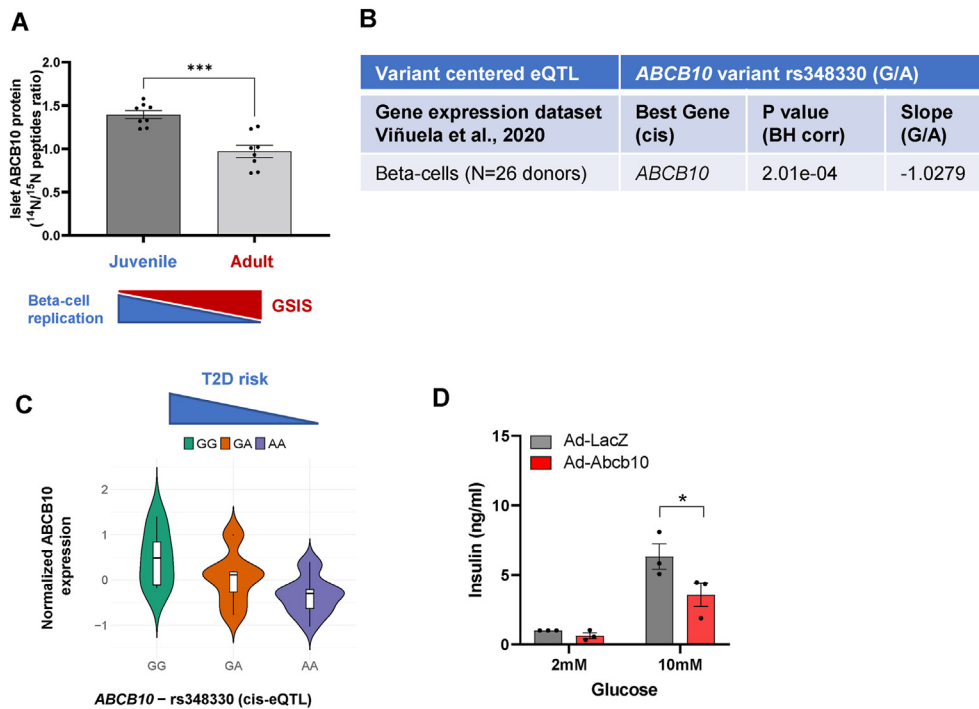 A
Islet ABCB10 protein
(¹⁴N/¹⁵N peptides ratio)
2.0
1.5
1.0
0.5
0.0
***
Juvenile
Adult
Beta-cell
replication
GSIS
B
Variant centered eQTL
ABCB10 variant rs348330 (G/A)
Gene expression dataset
Viñuela et al., 2020
Best Gene
(cis)
P value
(BH corr)
Slope
(G/A)
Beta-cells (N=26 donors)
ABCB10
2.01e-04
-1.0279
C
T2D risk
GG GA AA
Normalized ABCB10
expression
2
1
0
−1
GG GA AA
ABCB10 – rs348330 (cis-eQTL)
D
Ad-LacZ
Ad-Abcb10
Insulin (ng/ml)
15
10
5
0
*
2mM 10mM
Glucose